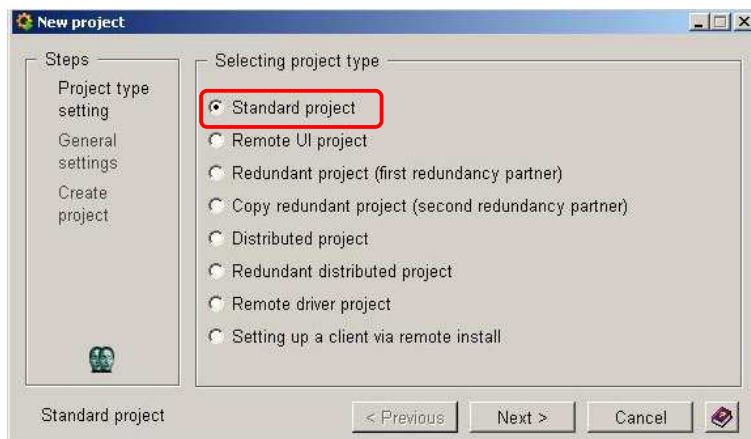 New project
Steps
Project type
setting
General
settings
Create
project
Selecting project type
Standard project
Remote UI project
Redundant project (first redundancy partner)
Copy redundant project (second redundancy partner)
Distributed project
Redundant distributed project
Remote driver project
Setting up a client via remote install
Standard project
< Previous
Next >
Cancel